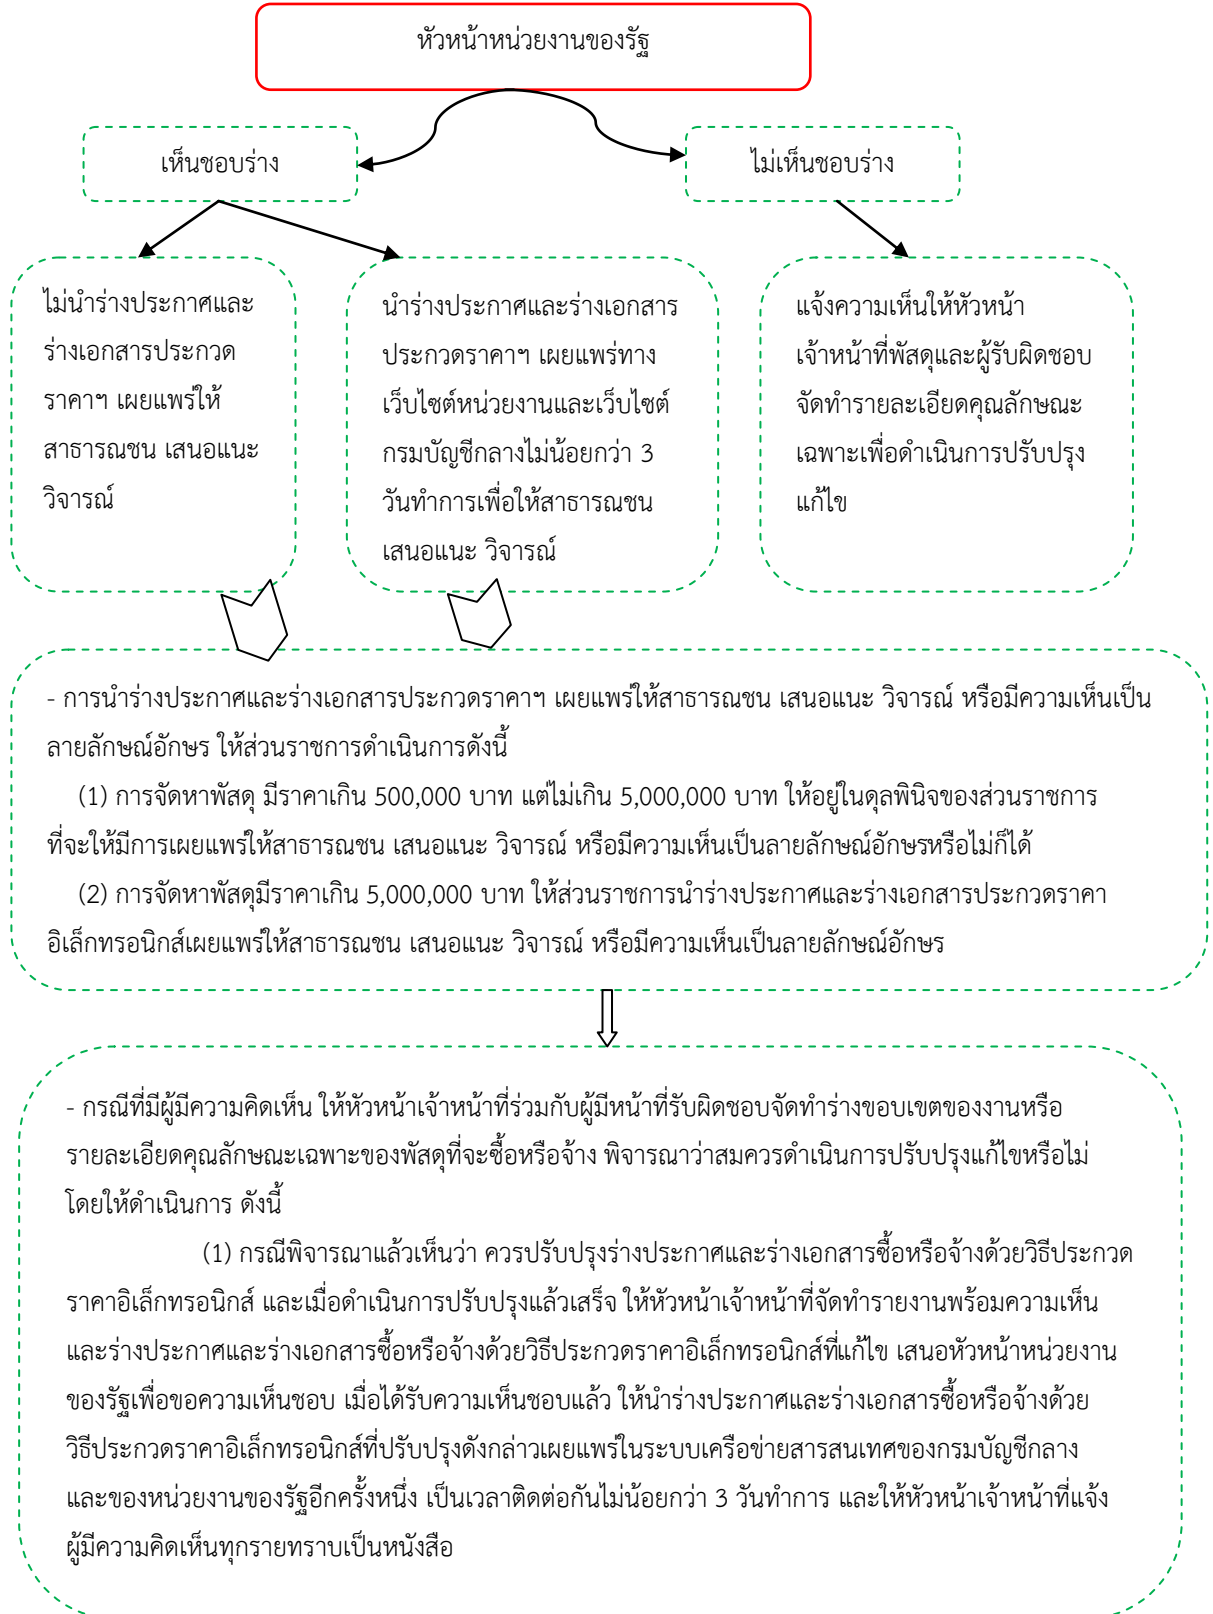 หัวหน้าหน่วยงานของรัฐ
เห็นชอบร่าง
ไม่เห็นชอบร่าง
ไม่นำร่างประกาศและ
ร่างเอกสารประกวด
ราคาฯ เผยแพร่ให้
สาธารณชน เสนอแนะ
วิจารณ์
นำร่างประกาศและร่างเอกสาร
ประกวดราคาฯ เผยแพร่ทาง
เว็บไซต์หน่วยงานและเว็บไซต์
กรมบัญชีกลางไม่น้อยกว่า 3
วันทำการเพื่อให้สาธารณชน
เสนอแนะ วิจารณ์
แจ้งความเห็นให้หัวหน้า
เจ้าหน้าที่พัสดุและผู้รับผิดชอบ
จัดทำรายละเอียดคุณลักษณะ
เฉพาะเพื่อดำเนินการปรับปรุง
แก้ไข
- การนำร่างประกาศและร่างเอกสารประกวดราคาฯ เผยแพร่ให้สาธารณชน เสนอแนะ วิจารณ์ หรือมีความเห็นเป็น
ลายลักษณ์อักษร ให้ส่วนราชการดำเนินการดังนี้
(1) การจัดหาพัสดุ มีราคาเกิน 500,000 บาท แต่ไม่เกิน 5,000,000 บาท ให้อยู่ในดุลพินิจของส่วนราชการ
ที่จะให้มีการเผยแพร่ให้สาธารณชน เสนอแนะ วิจารณ์ หรือมีความเห็นเป็นลายลักษณ์อักษรหรือไม่ก็ได้
(2) การจัดหาพัสดุมีราคาเกิน 5,000,000 บาท ให้ส่วนราชการนำร่างประกาศและร่างเอกสารประกวดราคา
อิเล็กทรอนิกส์เผยแพร่ให้สาธารณชน เสนอแนะ วิจารณ์ หรือมีความเห็นเป็นลายลักษณ์อักษร
- กรณีที่มีผู้มีความคิดเห็น ให้หัวหน้าเจ้าหน้าที่ร่วมกับผู้มีหน้าที่รับผิดชอบจัดทำร่างขอบเขตของงานหรือ
รายละเอียดคุณลักษณะเฉพาะของพัสดุที่จะซื้อหรือจ้าง พิจารณาว่าสมควรดำเนินการปรับปรุงแก้ไขหรือไม่
โดยให้ดำเนินการ ดังนี้
(1) กรณีพิจารณาแล้วเห็นว่า ควรปรับปรุงร่างประกาศและร่างเอกสารซื้อหรือจ้างด้วยวิธีประกวด
ราคาอิเล็กทรอนิกส์ และเมื่อดำเนินการปรับปรุงแล้วเสร็จ ให้หัวหน้าเจ้าหน้าที่จัดทำรายงานพร้อมความเห็น
และร่างประกาศและร่างเอกสารซื้อหรือจ้างด้วยวิธีประกวดราคาอิเล็กทรอนิกส์ที่แก้ไข เสนอหัวหน้าหน่วยงาน
ของรัฐเพื่อขอความเห็นชอบ เมื่อได้รับความเห็นชอบแล้ว ให้นำร่างประกาศและร่างเอกสารซื้อหรือจ้างด้วย
วิธีประกวดราคาอิเล็กทรอนิกส์ที่ปรับปรุงดังกล่าวเผยแพร่ในระบบเครือข่ายสารสนเทศของกรมบัญชีกลาง
และของหน่วยงานของรัฐอีกครั้งหนึ่ง เป็นเวลาติดต่อกันไม่น้อยกว่า 3 วันทำการ และให้หัวหน้าเจ้าหน้าที่แจ้ง
ผู้มีความคิดเห็นทุกรายทราบเป็นหนังสือ